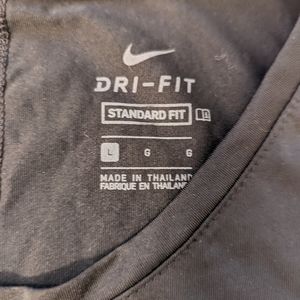 DRI-FIT
STANDARD FIT
L G G
MADE IN THAILAND
FABRIQUE EN THAILANDE